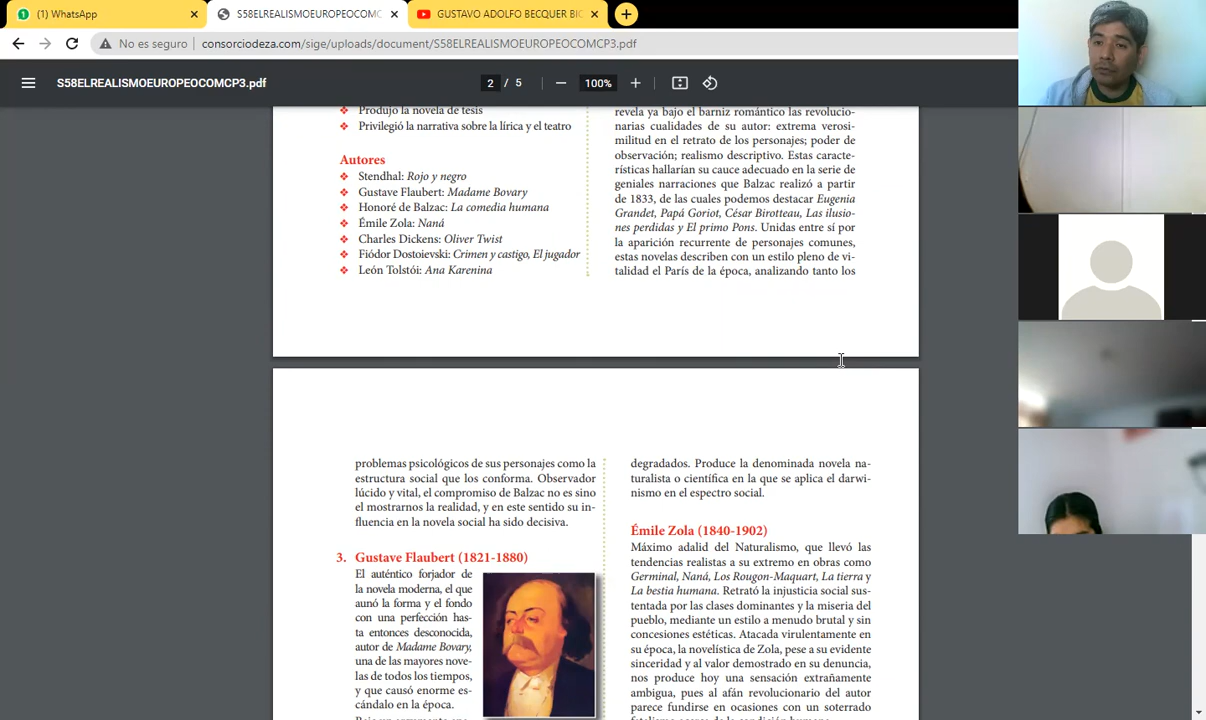 (1) WhatsApp
S58ELREALISMOEUROPEOCOMC
GUSTAVO ADOLFO BECQUER BIO
No es seguro
consorciodeza.com/sige/uploads/document/S58ELREALISMOEUROPEOCOMCP3.pdf
S58ELREALISMOEUROPEOCOMCP3.pdf
2 / 5
100%
Produjo la novela de tesis
Privilegió la narrativa sobre la lírica y el teatro
Autores
Stendhal: Rojo y negro
Gustave Flaubert: Madame Bovary
Honoré de Balzac: La comedia humana
Émile Zola: Naná
Charles Dickens: Oliver Twist
Fiódor Dostoievski: Crimen y castigo, El jugador
León Tolstói: Ana Karenina
revela ya bajo el barniz romántico las revolucio-
narias cualidades de su autor: extrema verosi-
militud en el retrato de los personajes; poder de
observación; realismo descriptivo. Estas caracte-
rísticas hallarían su cauce adecuado en la serie de
geniales narraciones que Balzac realizó a partir
de 1833, de las cuales podemos destacar Eugenia
Grandet, Papá Goriot, César Birotteau, Las ilusio-
nes perdidas y El primo Pons. Unidas entre sí por
la aparición recurrente de personajes comunes,
estas novelas describen con un estilo pleno de vi-
talidad el París de la época, analizando tanto los
problemas psicológicos de sus personajes como la
estructura social que los conforma. Observador
lúcido y vital, el compromiso de Balzac no es sino
el mostrarnos la realidad, y en este sentido su in-
fluencia en la novela social ha sido decisiva.
3. Gustave Flaubert (1821-1880)
El auténtico forjador de
la novela moderna, el que
aunó la forma y el fondo
con una perfección has-
ta entonces desconocida,
autor de Madame Bovary,
una de las mayores nove-
las de todos los tiempos,
y que causó enorme es-
cándalo en la época.
degradados. Produce la denominada novela na-
turalista o científica en la que se aplica el darwi-
nismo en el espectro social.
Émile Zola (1840-1902)
Máximo adalid del Naturalismo, que llevó las
tendencias realistas a su extremo en obras como
Germinal, Naná, Los Rougon-Maquart, La tierra y
La bestia humana. Retrató la injusticia social sus-
tentada por las clases dominantes y la miseria del
pueblo, mediante un estilo a menudo brutal y sin
concesiones estéticas. Atacada virulentamente en
su época, la novelística de Zola, pese a su evidente
sinceridad y al valor demostrado en su denuncia,
nos produce hoy una sensación extrañamente
ambigua, pues al afán revolucionario del autor
parece fundirse en ocasiones con un soterrado